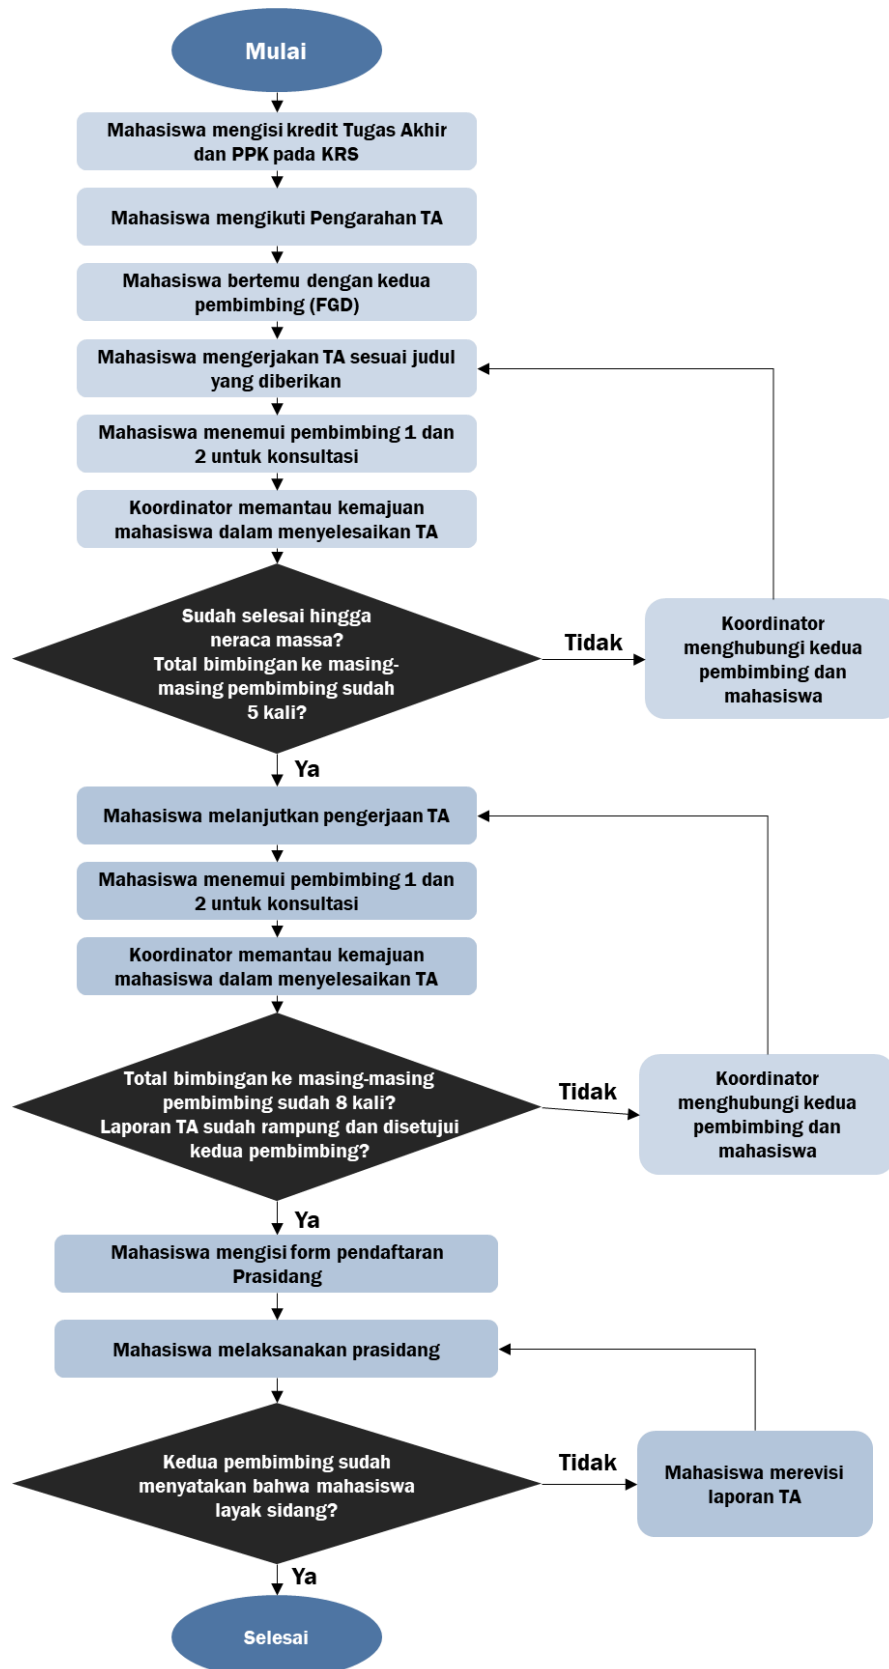 Mulai
Mahasiswa mengisi kredit Tugas Akhir
dan PPK pada KRS
Mahasiswa mengikuti Pengarahan TA
Mahasiswa bertemu dengan kedua
pembimbing (FGD)
Mahasiswa mengerjakan TA sesuai judul
yang diberikan
Mahasiswa menemui pembimbing 1 dan
2 untuk konsultasi
Koordinator memantau kemajuan
mahasiswa dalam menyelesaikan TA
Sudah selesai hingga
neraca massa?
Total bimbingan ke masing-
masing pembimbing sudah
5 kali?
Tidak
Koordinator
menghubungi kedua
pembimbing dan
mahasiswa
Ya
Mahasiswa melanjutkan pengerjaan TA
Mahasiswa menemui pembimbing 1 dan
2 untuk konsultasi
Koordinator memantau kemajuan
mahasiswa dalam menyelesaikan TA
Total bimbingan ke masing-masing
pembimbing sudah 8 kali?
Laporan TA sudah rampung dan disetujui
kedua pembimbing?
Tidak
Koordinator
menghubungi kedua
pembimbing dan
mahasiswa
Ya
Mahasiswa mengisi form pendaftaran
Prasidang
Mahasiswa melaksanakan prasidang
Kedua pembimbing sudah
menyatakan bahwa mahasiswa
layak sidang?
Tidak
Mahasiswa merevisi
laporan TA
Ya
Selesai